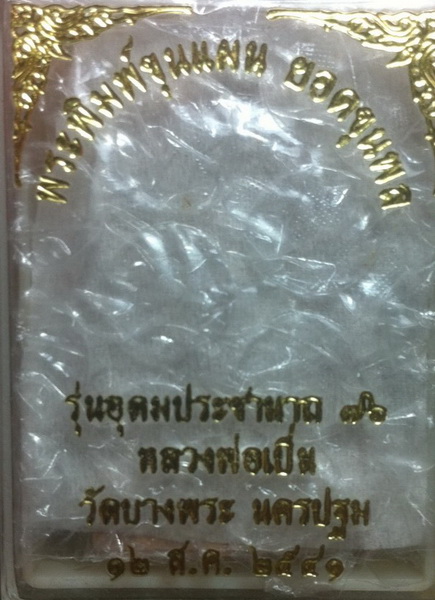 พระพิมพ์ขุนแผน ยอดขุนพล
รุ่นอุดมประชานาถ ๗๖
หลวงพ่อเปิ่น
วัดบางพระ นครปฐม
๑๒ ส.ค. ๒๕๔๑